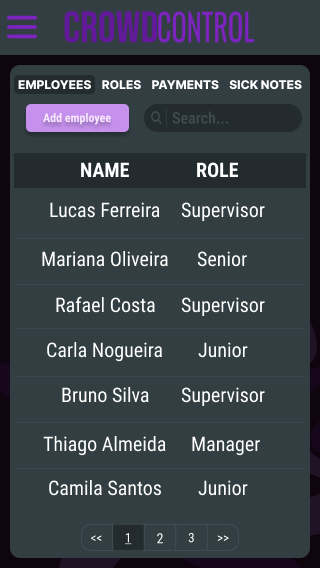 CROWDCONTROL
EMPLOYEES ROLES PAYMENTS SICK NOTES
Add employee Search...
NAME ROLE
Lucas Ferreira Supervisor
Mariana Oliveira Senior
Rafael Costa Supervisor
Carla Nogueira Junior
Bruno Silva Supervisor
Thiago Almeida Manager
Camila Santos Junior
<< 1 2 3 >>